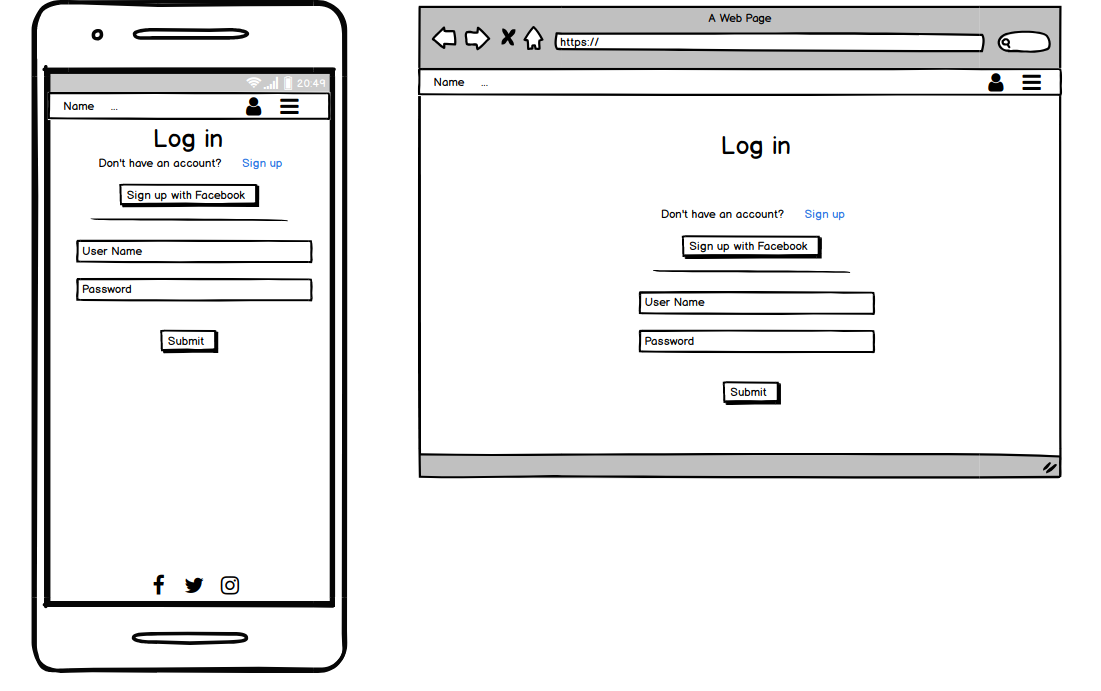 20:49
Name ...
Log in
Don't have an account? Sign up
Sign up with Facebook
User Name
Password
Submit
A Web Page
https://
Name ...
Log in
Don't have an account? Sign up
Sign up with Facebook
User Name
Password
Submit